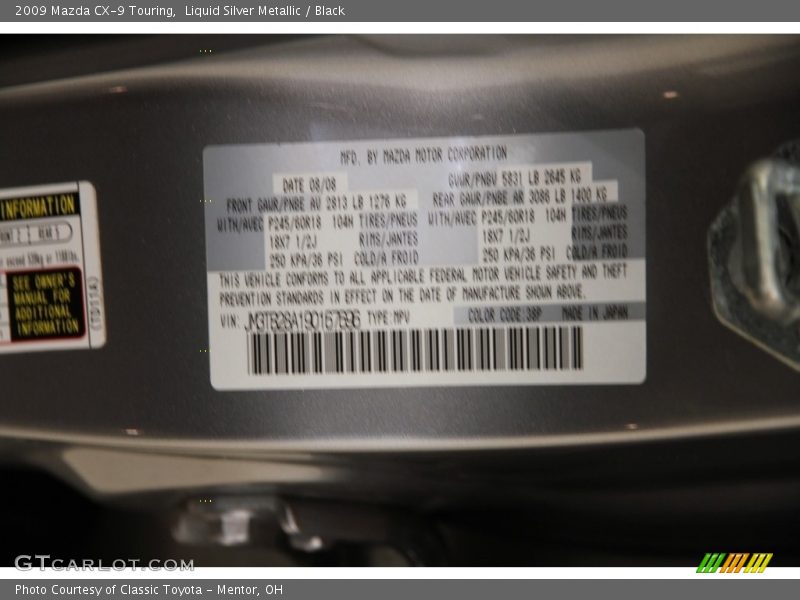 2009 Mazda CX-9 Touring,  Liquid Silver Metallic / Black
MFD. BY MAZDA MOTOR CORPORATION
DATE 08/08
GVWR/PNBV 5831 LB 2645 KG
FRONT GAWR/PNBE AV 2813 LB 1276 KG
REAR GAWR/PNBE AR 3086 LB 1400 KG
WITH/AVEC P245/60R18 104H TIRES/PNEUS
WITH/AVEC P245/60R18 104H TIRES/PNEUS
18X7 1/2J RIMS/JANTES
18X7 1/2J RIMS/JANTES
250 KPA/36 PSI COLD/A FROID
250 KPA/36 PSI COLD/A FROID
THIS VEHICLE CONFORMS TO ALL APPLICABLE FEDERAL MOTOR VEHICLE SAFETY AND THEFT
PREVENTION STANDARDS IN EFFECT ON THE DATE OF MANUFACTURE SHOWN ABOVE.
VIN: JM3TB28A190167696 TYPE:MPV
COLOR CODE:38P MADE IN JAPAN
INFORMATION
SEE OWNER'S
MANUAL FOR
ADDITIONAL
INFORMATION
(TD11A)
GTCARLOT.COM
Photo Courtesy of Classic Toyota - Mentor, OH